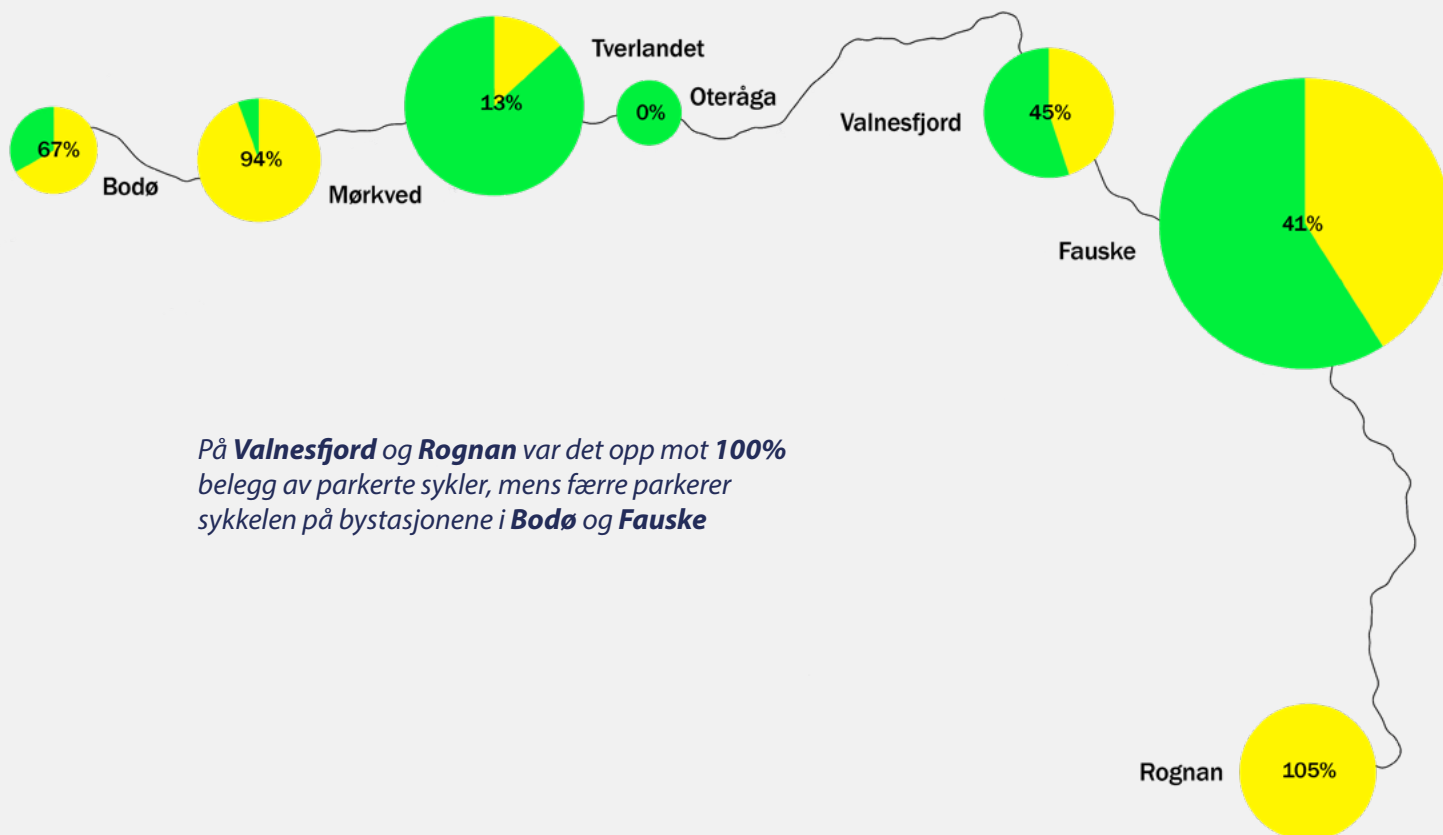 Tverlandet
13%
Oteråga
0%
Valnesfjord
45%
67%
Bodø
94%
Mørkved
41%
Fauske
På Valnesfjord og Rognan var det opp mot 100%
belegg av parkerte sykler, mens færre parkerer
sykkelen på bystasjonene i Bodø og Fauske
Rognan
105%